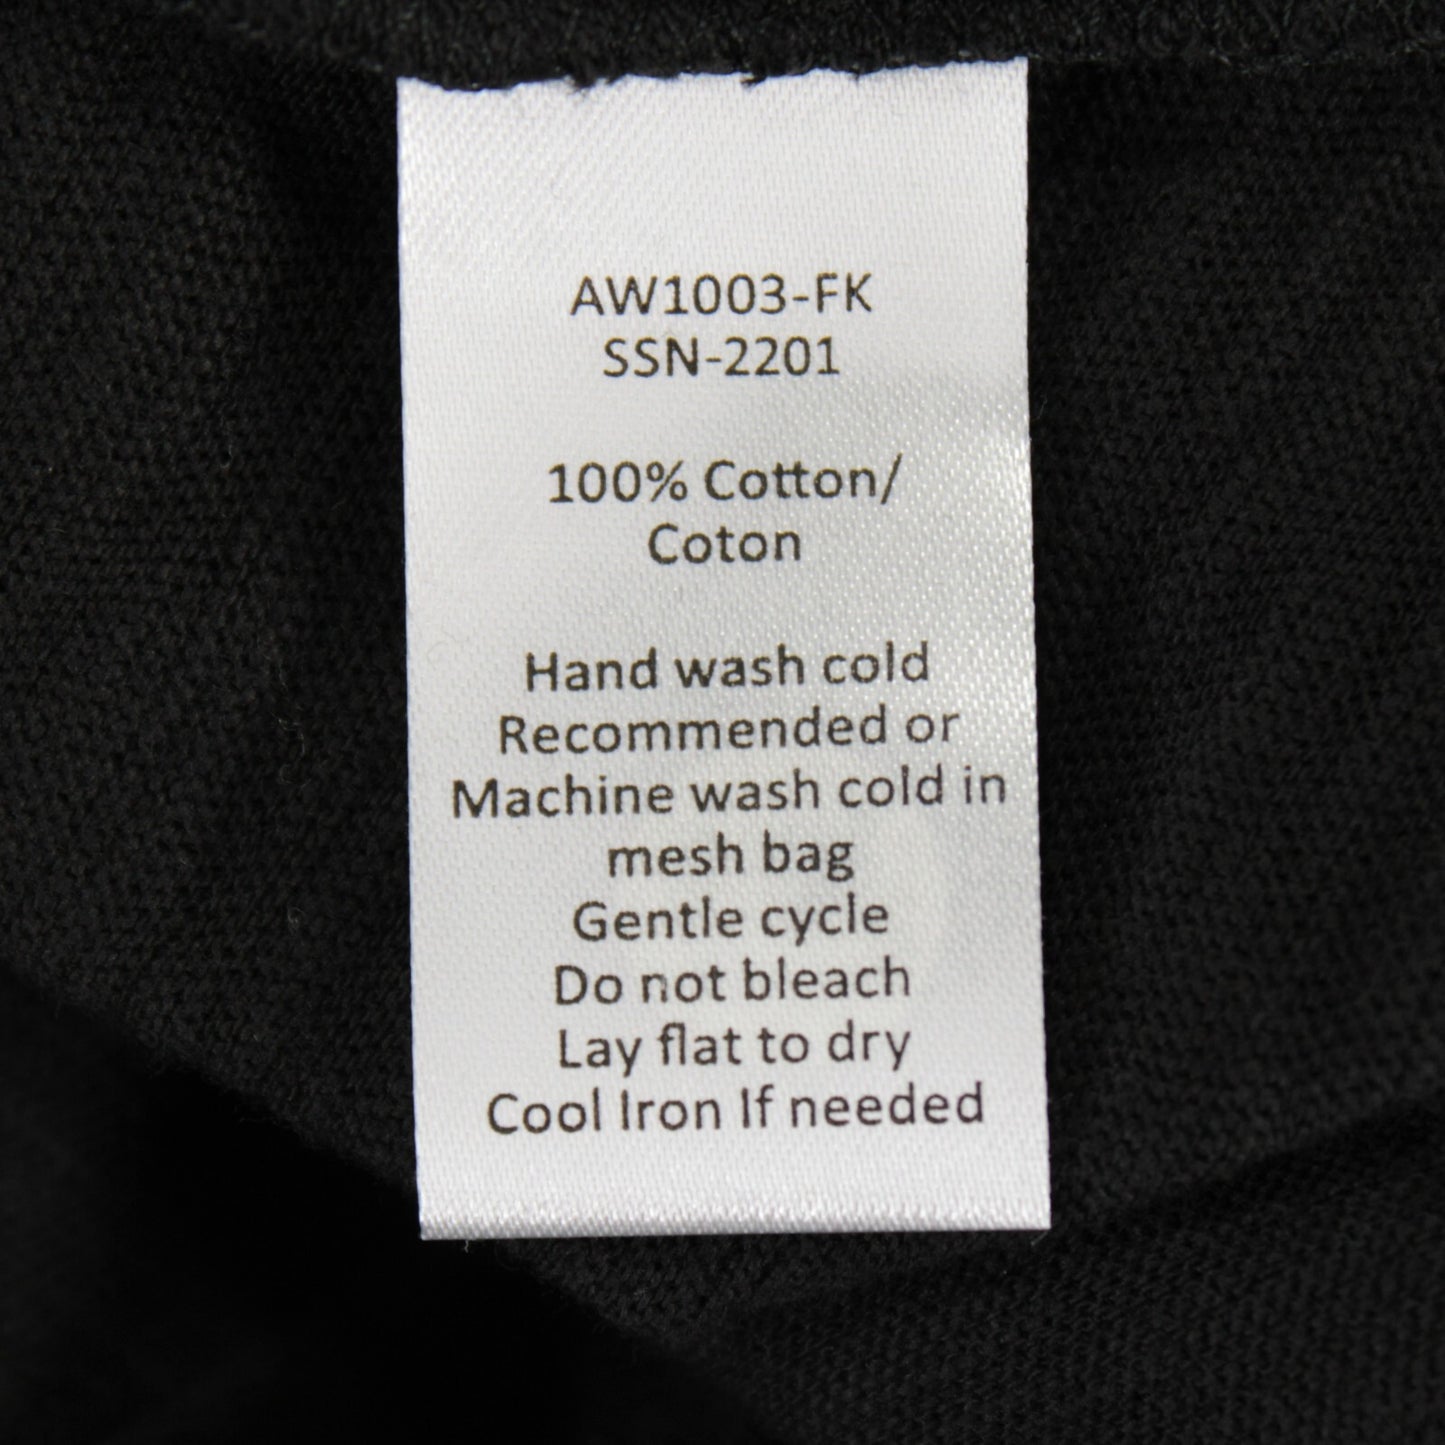 AW1003-FK
SSN-2201
100% Cotton/
Coton
Hand wash cold
Recommended or
Machine wash cold in
mesh bag
Gentle cycle
Do not bleach
Lay flat to dry
Cool Iron If needed